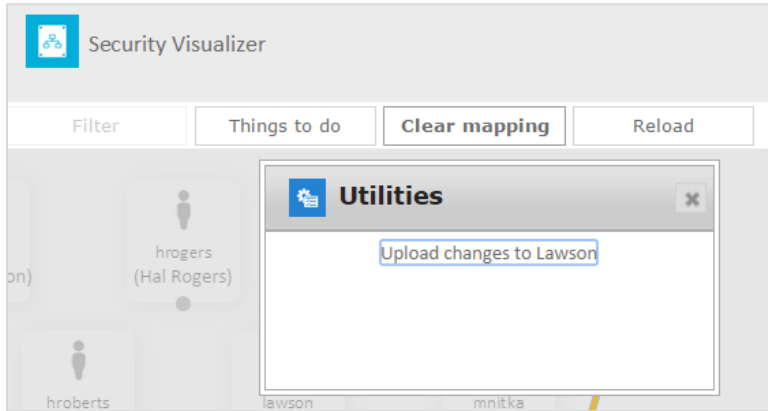 Security Visualizer
Filter
Things to do
Clear mapping
Reload
Utilities
Upload changes to Lawson
hrogers
(Hal Rogers)
on)
hroberts
lawson
mnitka